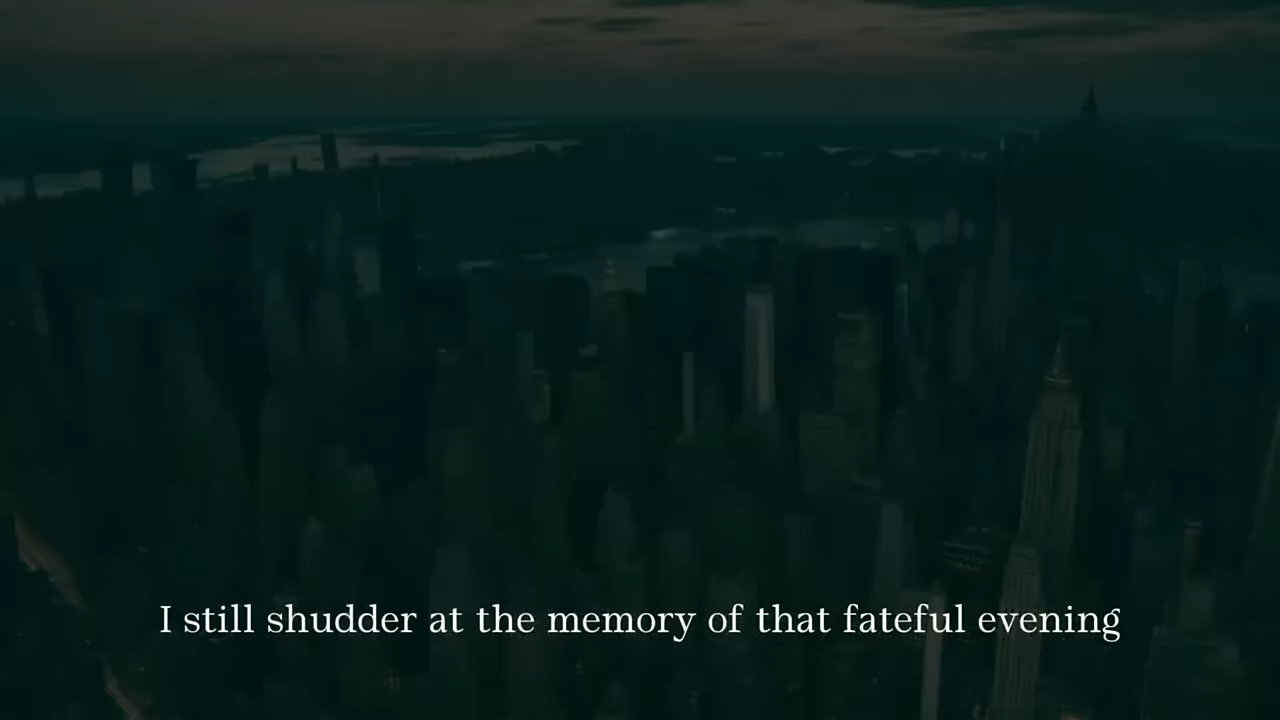 I still shudder at the memory of that fateful evening